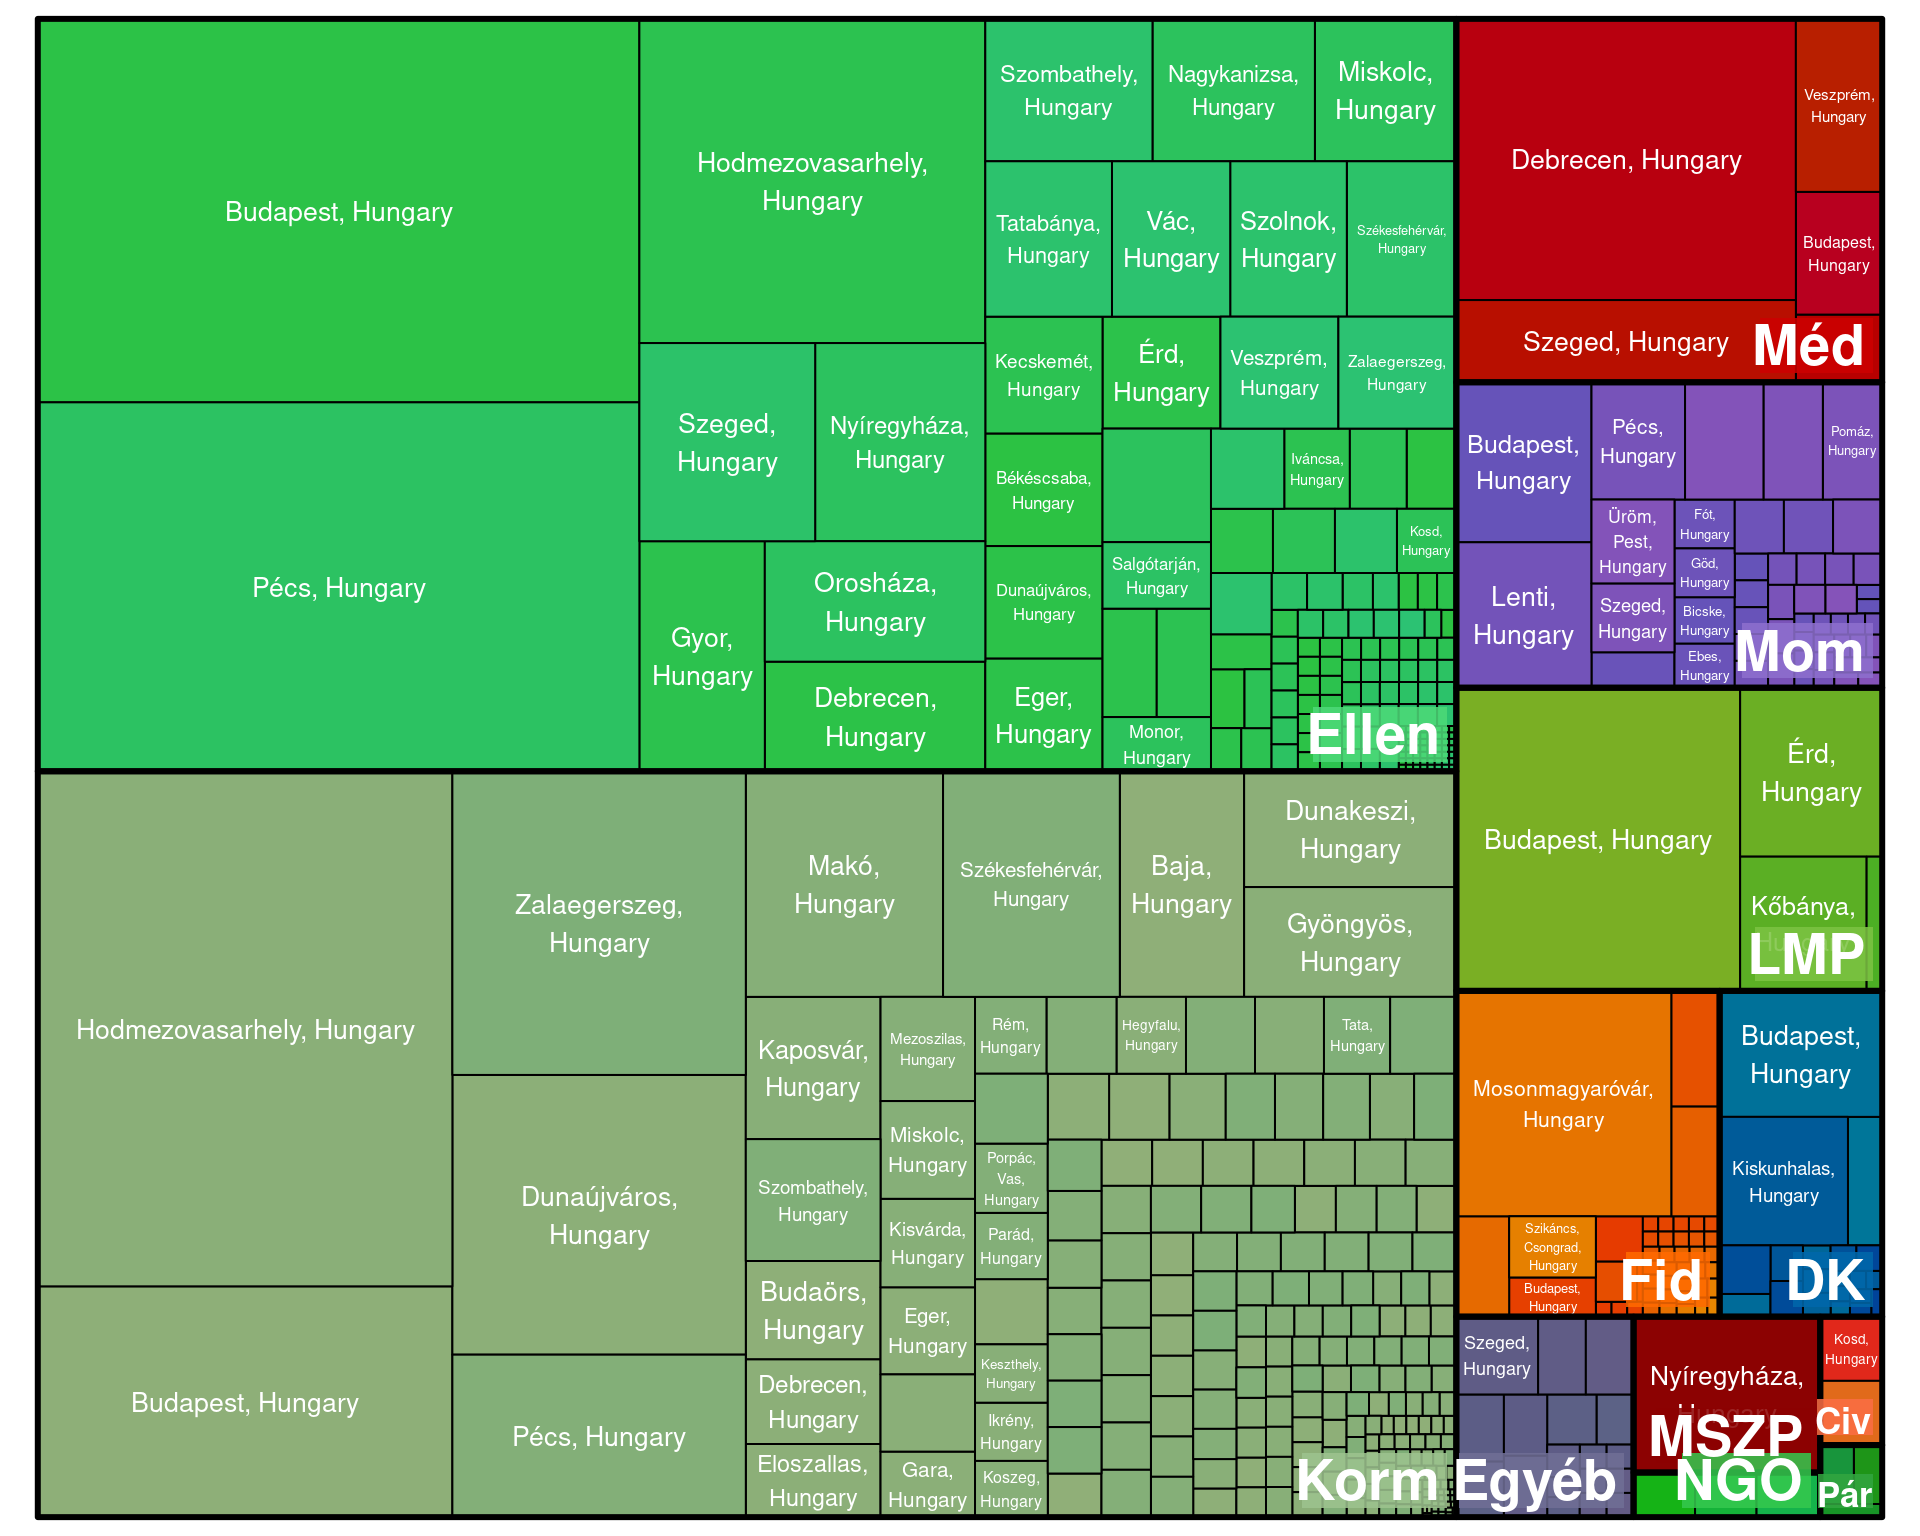 Budapest, Hungary
Pécs, Hungary
Hodmezovasarhely,
Hungary
Szeged,
Hungary
Nyíregyháza,
Hungary
Gyor,
Hungary
Orosháza,
Hungary
Debrecen,
Hungary
Szombathely,
Hungary
Nagykanizsa,
Hungary
Miskolc,
Hungary
Tatabánya,
Hungary
Vác,
Hungary
Szolnok,
Hungary
Székesfehérvár,
Hungary
Kecskemét,
Hungary
Érd,
Hungary
Veszprém,
Hungary
Zalaegerszeg,
Hungary
Békéscsaba,
Hungary
Dunaújváros,
Hungary
Eger,
Hungary
Iváncsa,
Hungary
Kosd,
Hungary
Salgótarján,
Hungary
Monor,
Hungary
Ellen
Hodmezovasarhely, Hungary
Budapest, Hungary
Zalaegerszeg,
Hungary
Dunaújváros,
Hungary
Pécs, Hungary
Makó,
Hungary
Székesfehérvár,
Hungary
Baja,
Hungary
Dunakeszi,
Hungary
Gyöngyös,
Hungary
Kaposvár,
Hungary
Szombathely,
Hungary
Budaörs,
Hungary
Debrecen,
Hungary
Eloszallas,
Hungary
Mezoszilas,
Hungary
Miskolc,
Hungary
Kisvárda,
Hungary
Eger,
Hungary
Gara,
Hungary
Rém,
Hungary
Hegyfalu,
Hungary
Tata,
Hungary
Porpác,
Vas,
Hungary
Parád,
Hungary
Keszthely,
Hungary
Ikrény,
Hungary
Koszeg,
Hungary
Korm
Debrecen, Hungary
Veszprém,
Hungary
Budapest,
Hungary
Szeged, Hungary
Méd
Budapest,
Hungary
Lenti,
Hungary
Pécs,
Hungary
Pomáz,
Hungary
Üröm,
Pest,
Hungary
Szeged,
Hungary
Fót,
Hungary
Göd,
Hungary
Bicske,
Hungary
Ebes,
Hungary
Mom
Budapest, Hungary
Érd,
Hungary
Kőbánya,
Hungary
LMP
Mosonmagyaróvár,
Hungary
Szikáncs,
Csongrad,
Hungary
Budapest,
Hungary
Fid
Budapest,
Hungary
Kiskunhalas,
Hungary
DK
Szeged,
Hungary
Egyéb
Nyíregyháza,
Hungary
MSZP
NGO
Kosd,
Hungary
Civ
Pár